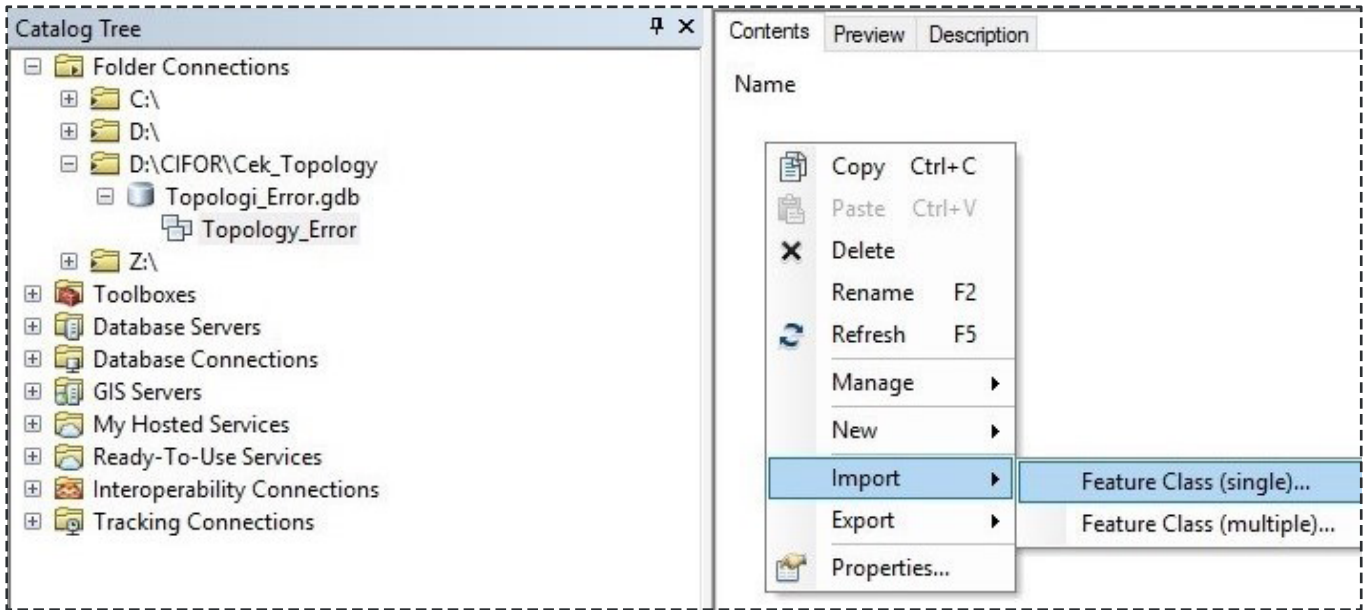 Catalog Tree
Folder Connections
C:\
D:\
D:\CIFOR\Cek_Topology
Topologi_Error.gdb
Topology_Error
Z:\
Toolboxes
Database Servers
Database Connections
GIS Servers
My Hosted Services
Ready-To-Use Services
Interoperability Connections
Tracking Connections
Contents Preview Description
Name
Copy Ctrl+C
Paste Ctrl+V
Delete
Rename F2
Refresh F5
Manage
New
Import
Export
Properties...
Feature Class (single)...
Feature Class (multiple)...